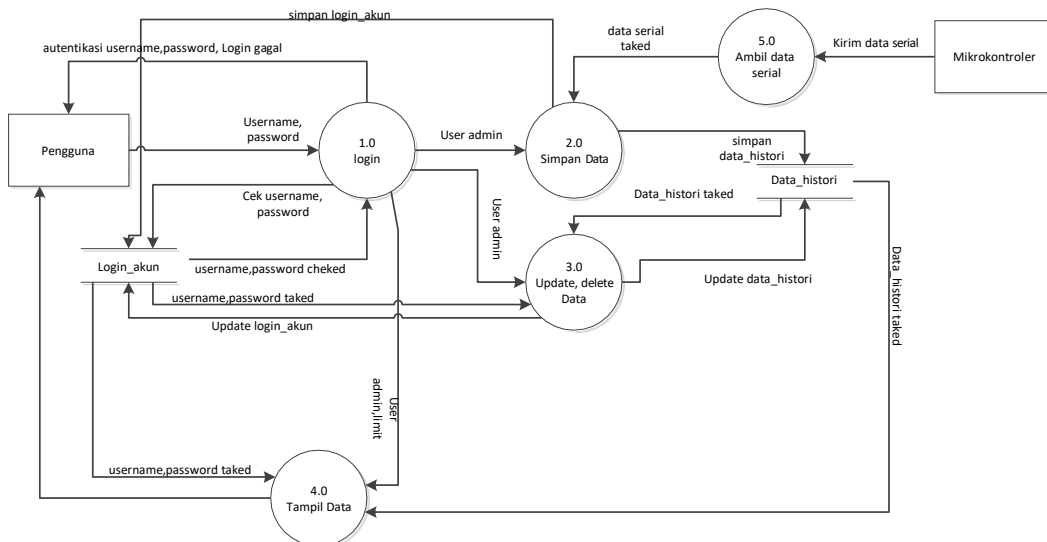 simpan login_akun
autentikasi username,password, Login gagal
data serial
taked
5.0
Ambil data
serial
Kirim data serial
Mikrokontroler
Pengguna
Username,
password
1.0
login
User admin
2.0
Simpan Data
simpan
data_histori
Data_histori
Cek username,
password
User admin
Data_histori taked
Login_akun
username,password cheked
3.0
Update, delete
Data
Update data_histori
Data_histori taked
username,password taked
Update login_akun
User
admin,limit
username,password taked
4.0
Tampil Data